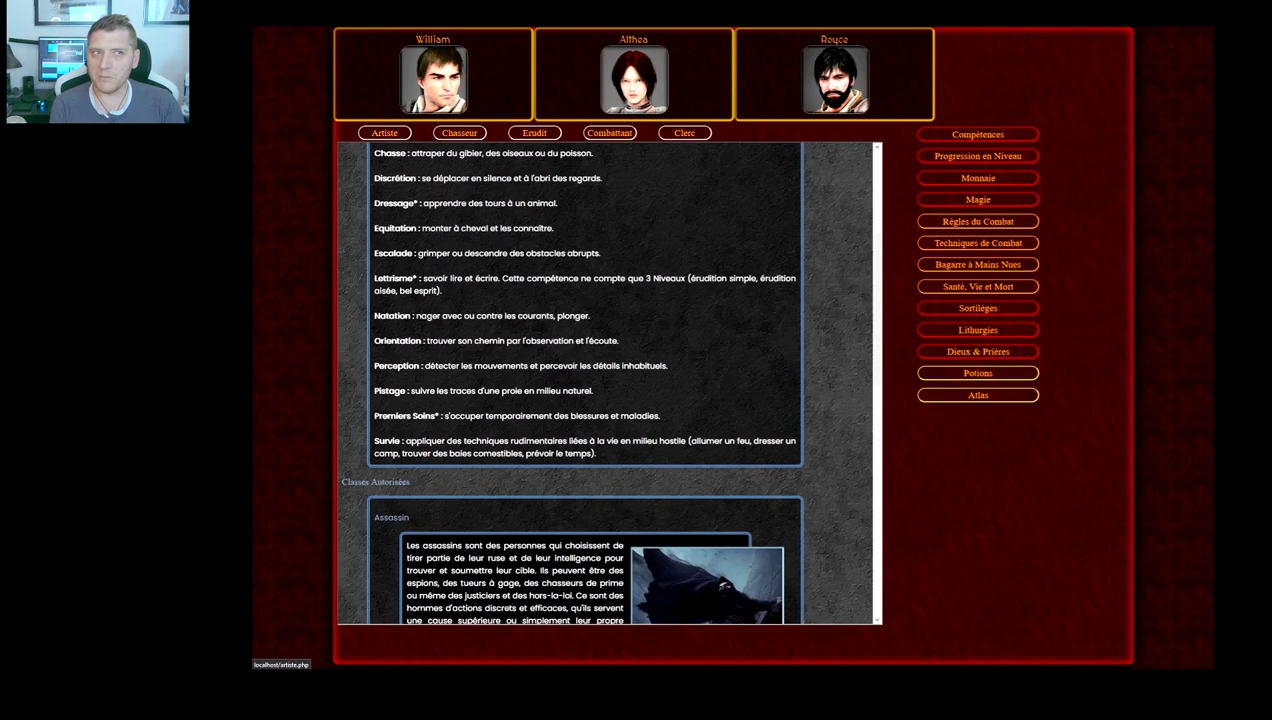 William Althea Royce
Artiste Chasseur Erudit Combattant Clerc
Chasse : attraper du gibier, des oiseaux ou du poisson.
Discrétion : se déplacer en silence et à l'abri des regards.
Dressage* : apprendre des tours à un animal.
Equitation : monter à cheval et les connaître.
Escalade : grimper ou descendre des obstacles abrupts.
Lettrisme* : savoir lire et écrire. Cette compétence ne compte que 3 Niveaux (érudition simple, érudition
aisée, bel esprit).
Natation : nager avec ou contre les courants, plonger.
Orientation : trouver son chemin par l'observation et l'écoute.
Perception : détecter les mouvements et percevoir les détails inhabituels.
Pistage : suivre les traces d'une proie en milieu naturel.
Premiers Soins* : s'occuper temporairement des blessures et maladies.
Survie : appliquer des techniques rudimentaires liées à la vie en milieu hostile (allumer un feu, dresser un
camp, trouver des baies comestibles, prévoir le temps).
Classes Autorisées
Assassin
Les assassins sont des personnes qui choisissent de
tirer partie de leur ruse et de leur intelligence pour
trouver et soumettre leur cible. Ils peuvent être des
espions, des tueurs à gage, des chasseurs de prime
ou même des justiciers et des hors-la-loi. Ce sont des
hommes d'actions discrets et efficaces, qu'ils servent
une cause supérieure ou simplement leur propre
Compétences
Progression en Niveau
Monnaie
Magie
Règles du Combat
Techniques de Combat
Bagarre à Mains Nues
Santé, Vie et Mort
Sortilèges
Lithurgies
Dieux & Prières
Potions
Atlas
localhost/artiste.php